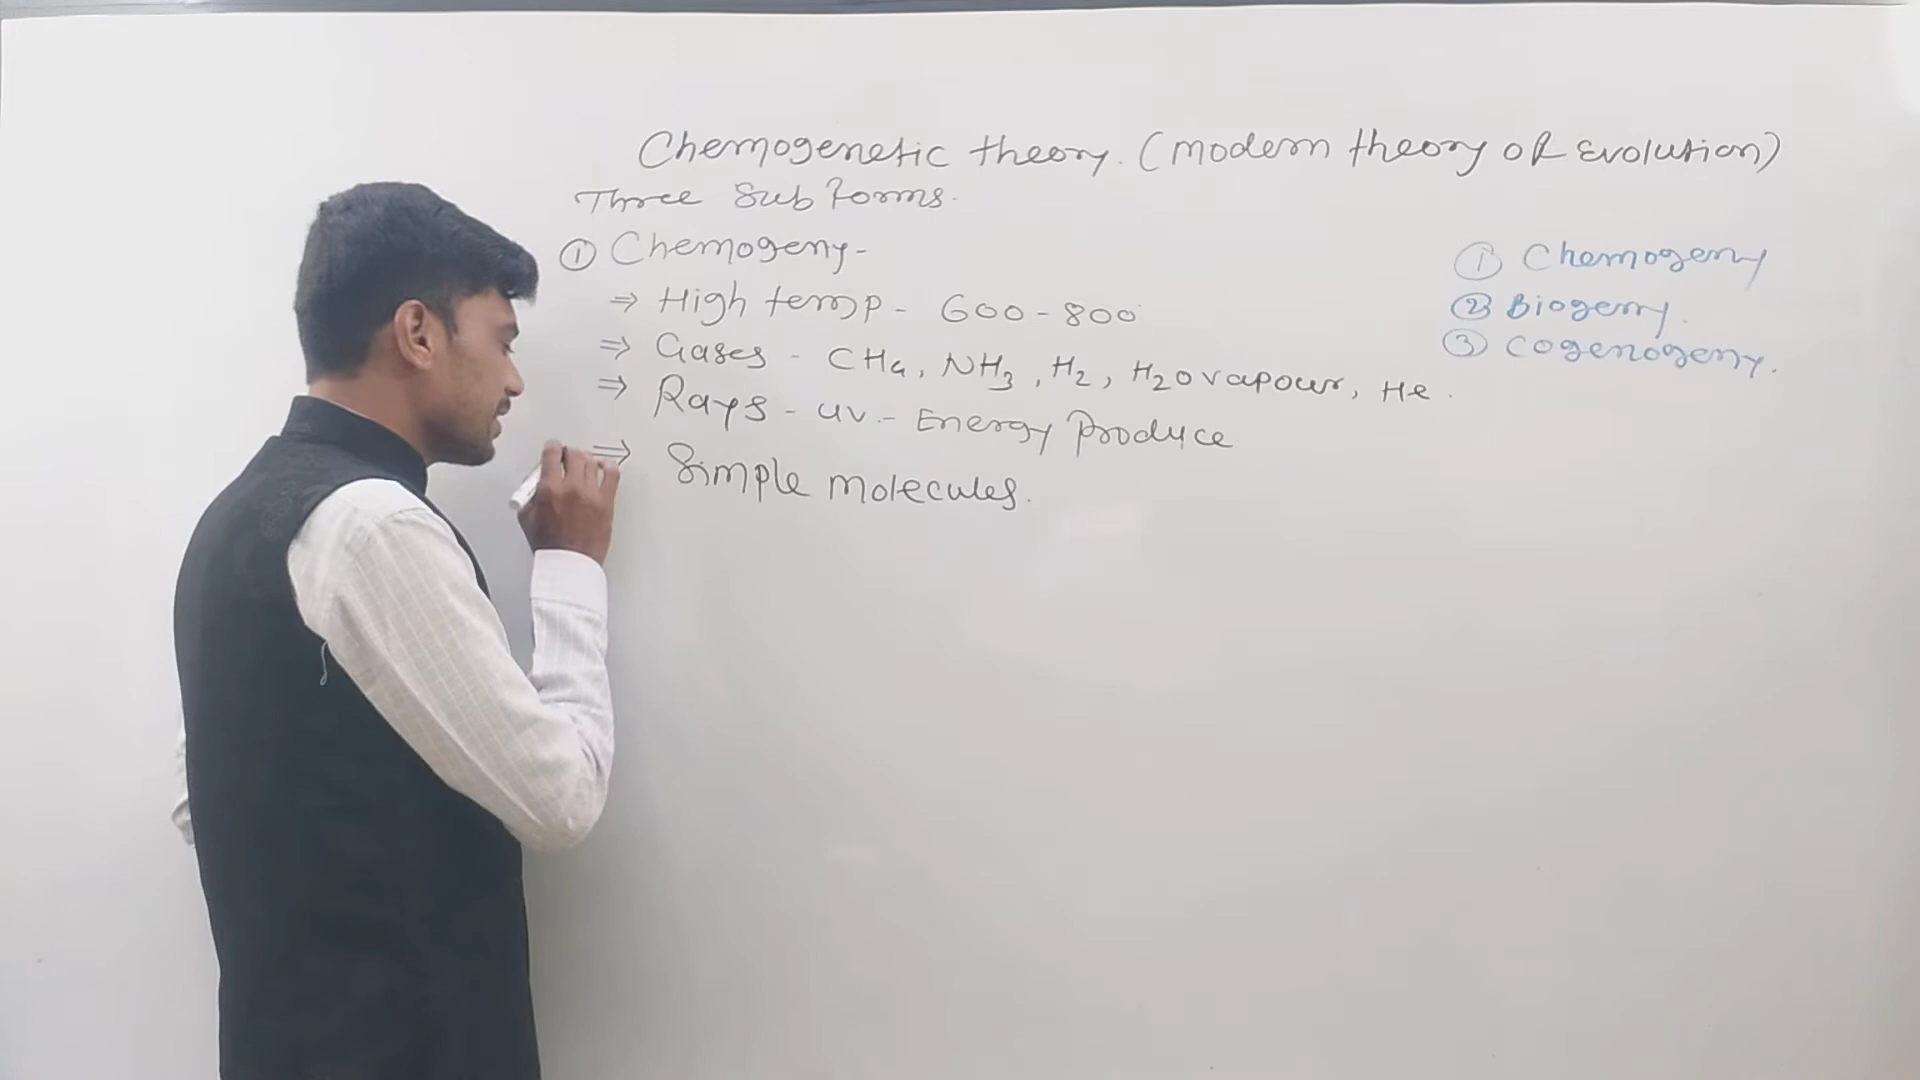 Chemogenetic theory. (Modern theory of Evolution)
Three Sub Forms.
① Chemogeny-
⇒ High temp - 600-800
⇒ Gases - CH4, NH3, H2, H2O vapour, He.
⇒ Rays - UV. - Energy Produce
⇒ Simple molecules.
① Chemogeny
② Biogeny.
③ Cogenogeny.